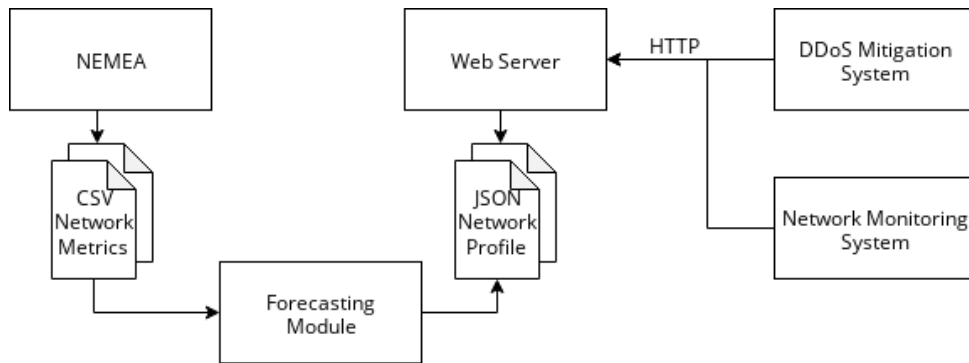 NEMEA
Web Server
HTTP
DDoS Mitigation
System
CSV
Network
Metrics
JSON
Network
Profile
Network Monitoring
System
Forecasting
Module